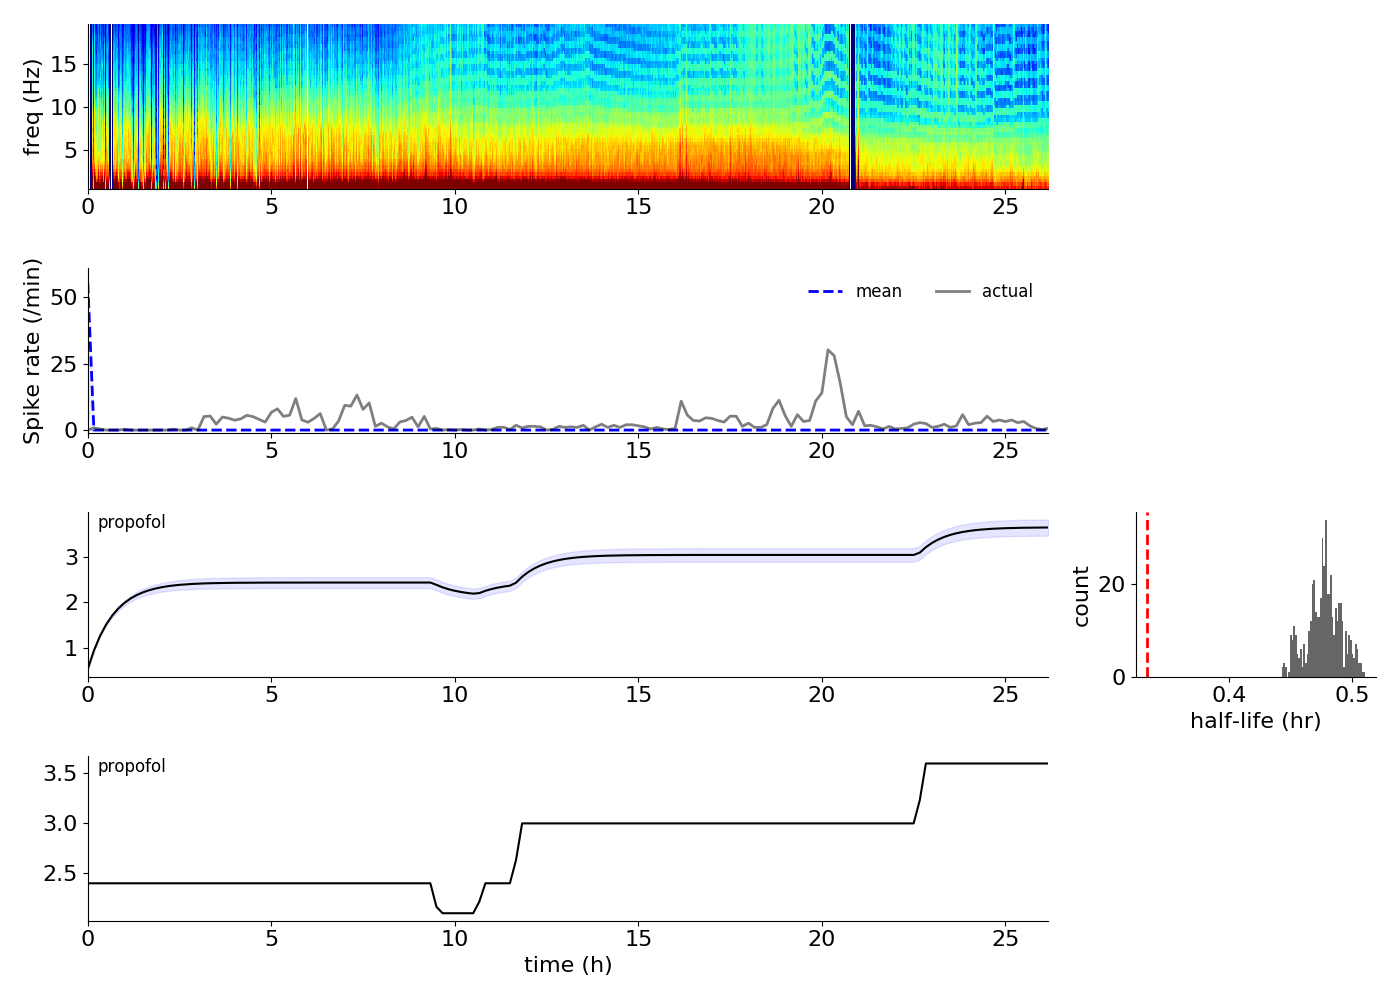 freq (Hz)
15
10
5
0 5 10 15 20 25
Spike rate (/min)
50
25
0
mean actual
0 5 10 15 20 25
propofol
3
2
1
0 5 10 15 20 25
count
20
0
0.4 0.5
half-life (hr)
propofol
3.5
3.0
2.5
0 5 10 15 20 25
time (h)